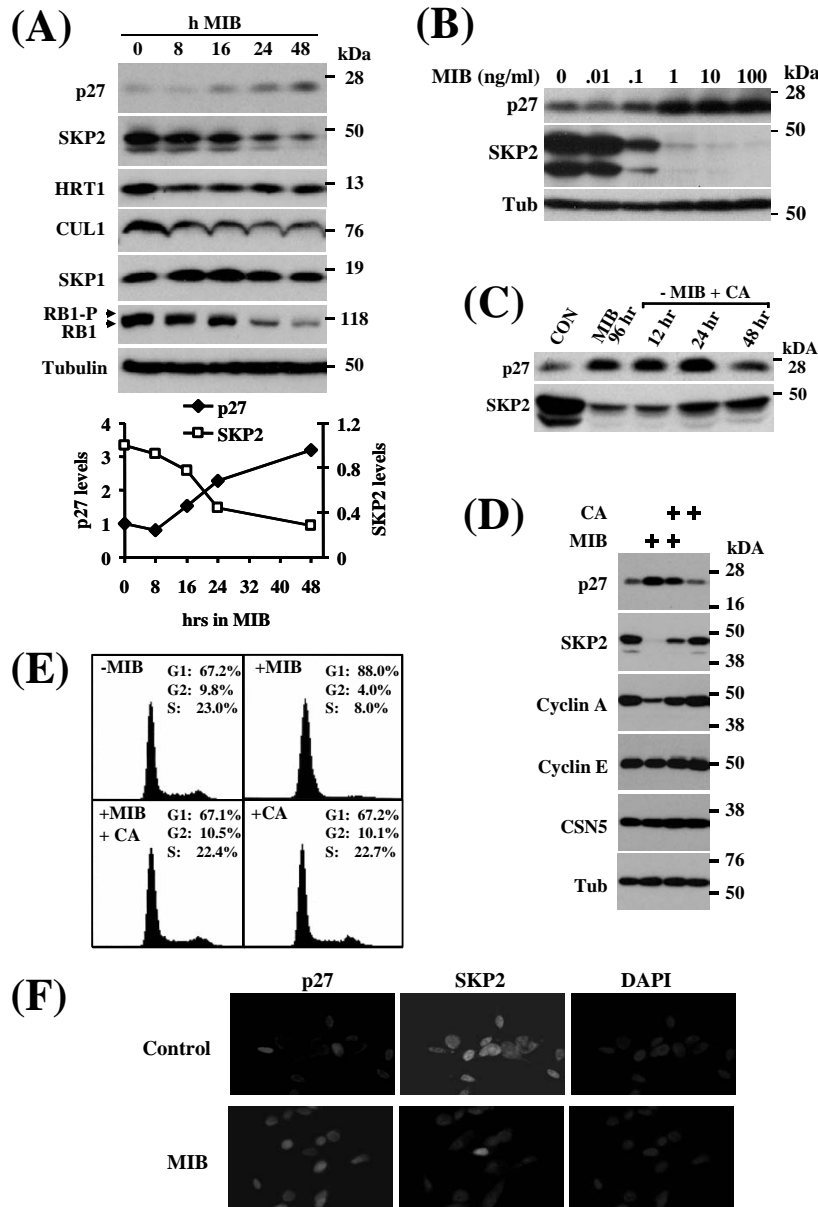 (A)
h MIB
0 8 16 24 48
kDa
p27
28
SKP2
50
HRT1
13
CUL1
76
SKP1
19
RB1-P
RB1
118
Tubulin
50
p27
SKP2
4
3
2
1
0
p27 levels
1.2
0.8
0.4
0
SKP2 levels
0 8 16 24 32 40 48
hrs in MIB
(B)
MIB (ng/ml) 0 .01 .1 1 10 100 kDa
p27
28
SKP2
50
Tub
50
(C)
- MIB + CA
CON
MIB 96 hr
12 hr
24 hr
48 hr
kDA
p27
28
SKP2
50
(D)
CA + +
MIB + +
kDA
p27
28
16
SKP2
50
38
Cyclin A
50
38
Cyclin E
50
CSN5
38
Tub
76
50
(E)
-MIB
G1: 67.2%
G2: 9.8%
S: 23.0%
+MIB
G1: 88.0%
G2: 4.0%
S: 8.0%
+MIB
+ CA
G1: 67.1%
G2: 10.5%
S: 22.4%
+CA
G1: 67.2%
G2: 10.1%
S: 22.7%
(F)
p27 SKP2 DAPI
Control
MIB